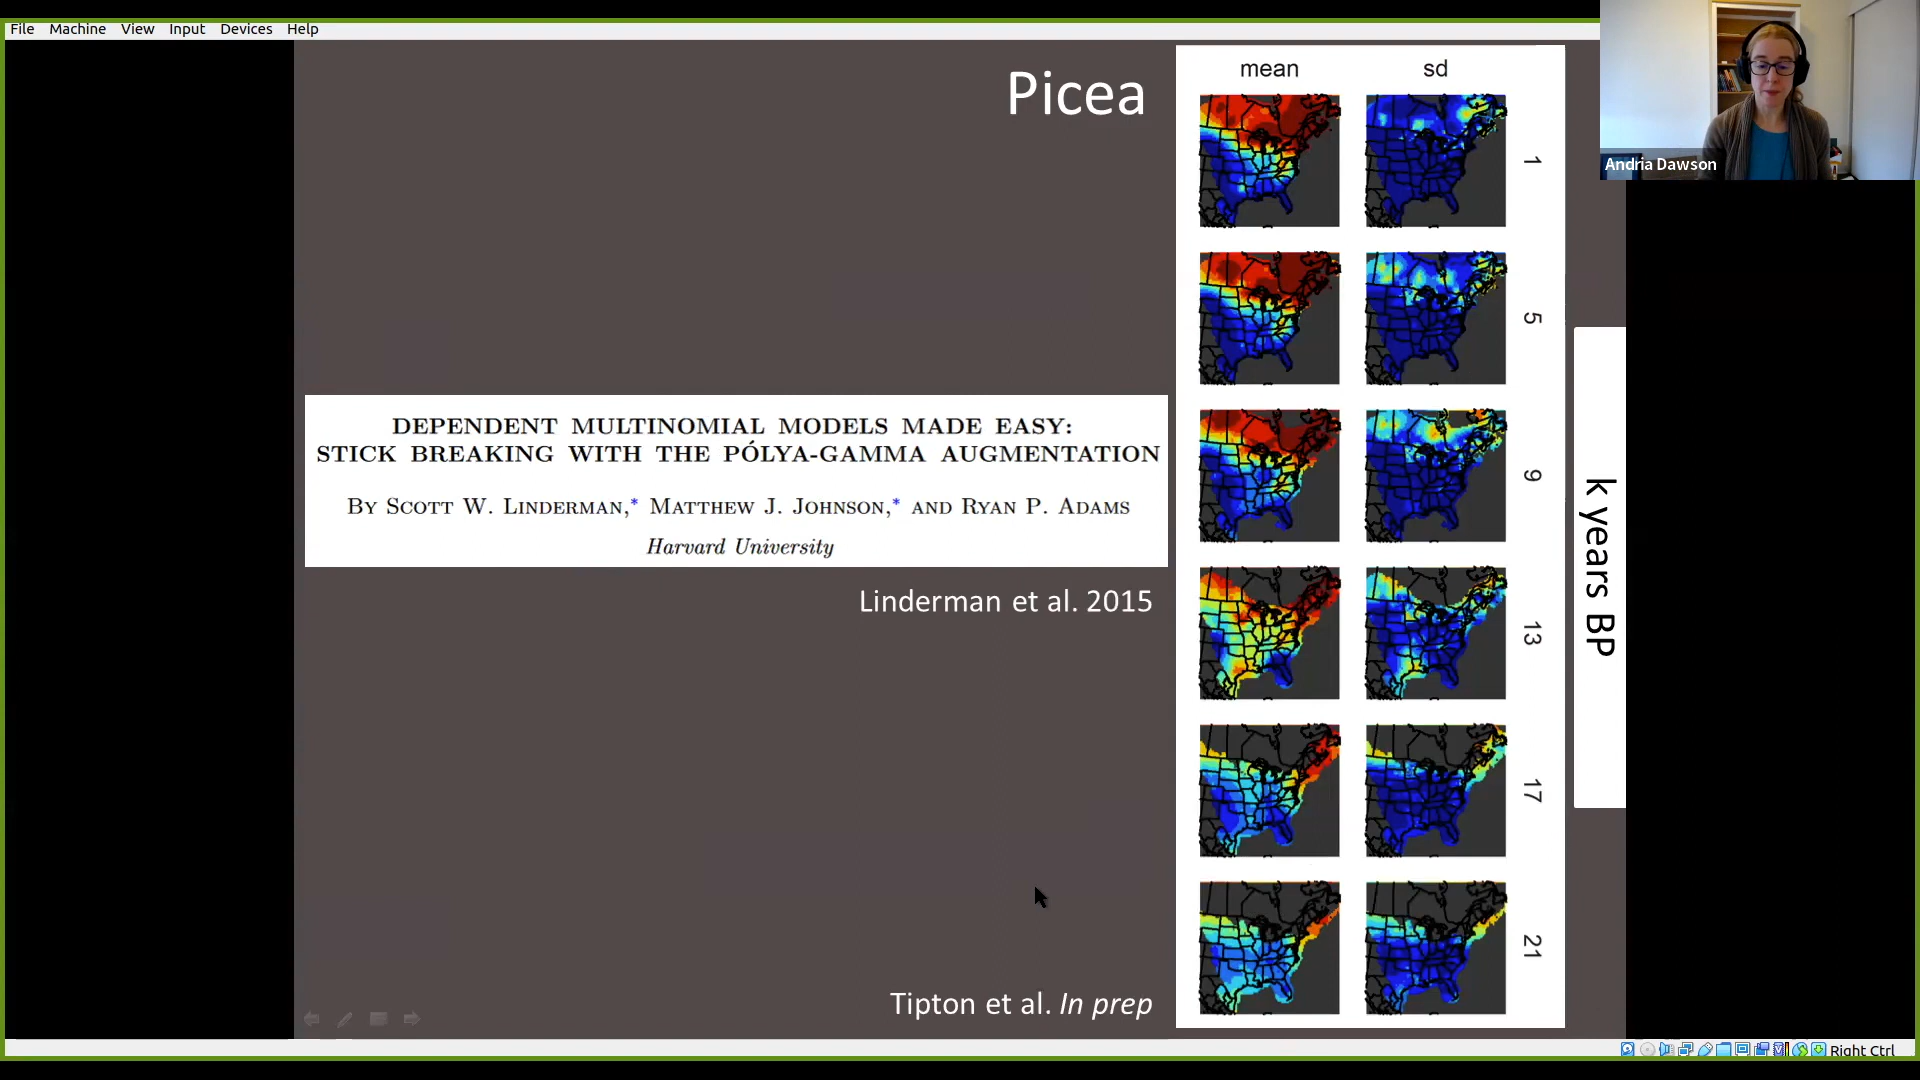 File Machine View Input Devices Help
Picea
mean sd
1
5
9
13
17
21
k years BP
Andria Dawson
DEPENDENT MULTINOMIAL MODELS MADE EASY:
STICK BREAKING WITH THE PÓLYA-GAMMA AUGMENTATION
By Scott W. Linderman,* Matthew J. Johnson,* and Ryan P. Adams
Harvard University
Linderman et al. 2015
Tipton et al. In prep
Right Ctrl